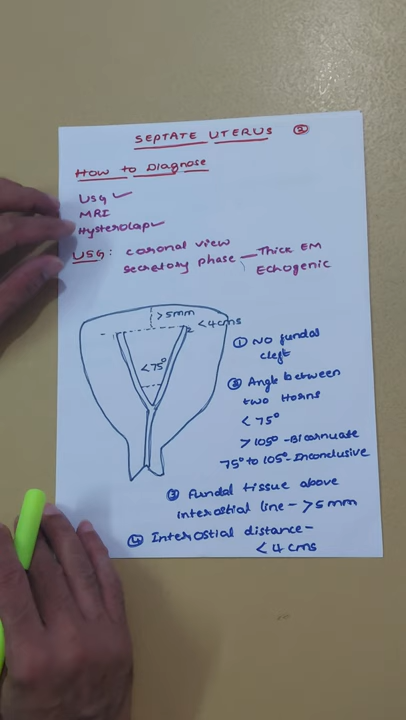 SEPTATE UTERUS ②
How to Diagnose
USG ✓
MRI
Hysterolap ✓
USG: coronal view
secretory phase — Thick EM
Echogenic
>5mm
<4cms
<75°
① No fundal
cleft
② Angle between
two Horns
<75°
>105° - Bicornuate
75° to 105° - Inconclusive
③ Fundal tissue above
interostial line - >5mm
④ Interostial distance -
<4 cms